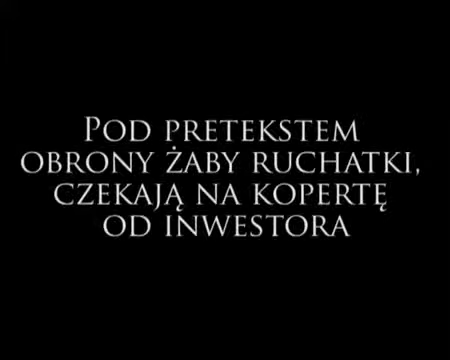 Pod pretekstem
obrony żaby ruchatki,
czekają na kopertę
od inwestora